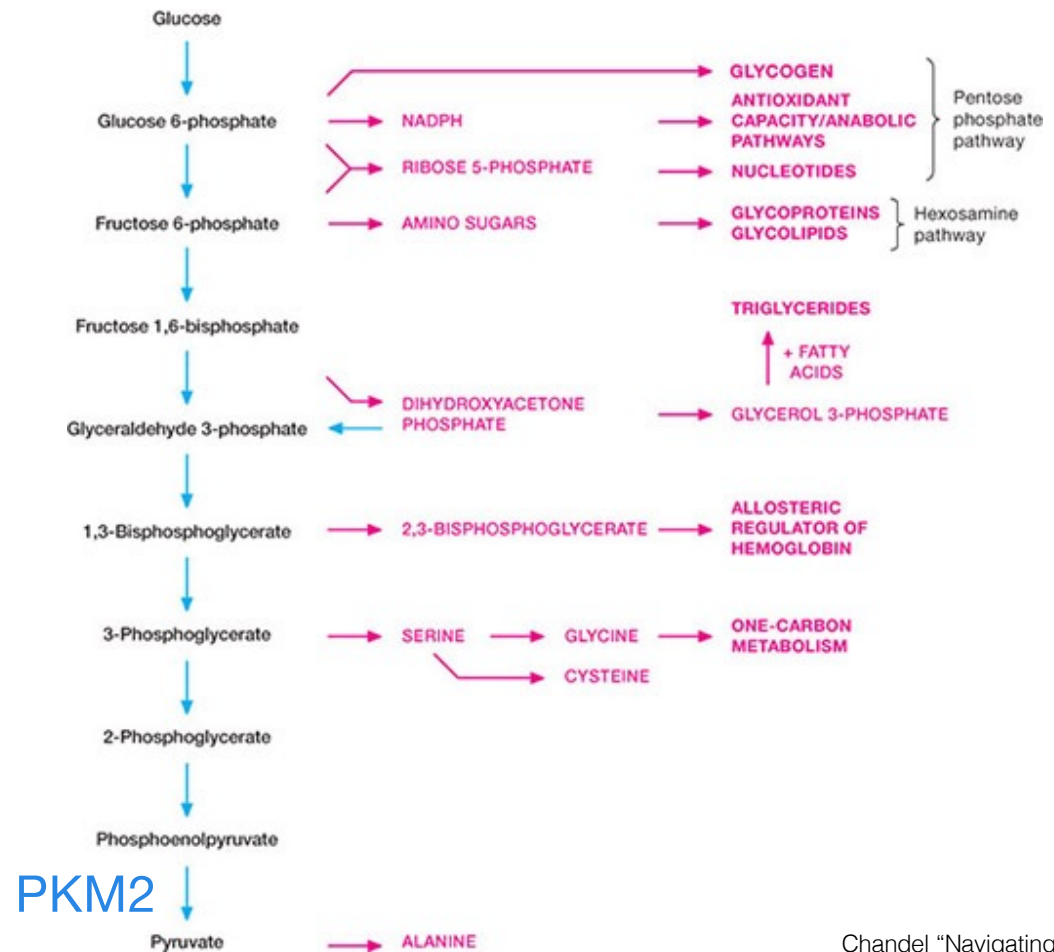 Glucose
GLYCOGEN
Glucose 6-phosphate
NADPH
ANTIOXIDANT
CAPACITY/ANABOLIC
PATHWAYS
Pentose
phosphate
pathway
RIBOSE 5-PHOSPHATE
NUCLEOTIDES
Fructose 6-phosphate
AMINO SUGARS
GLYCOPROTEINS
GLYCOLIPIDS
Hexosamine
pathway
Fructose 1,6-bisphosphate
TRIGLYCERIDES
+ FATTY
ACIDS
DIHYDROXYACETONE
PHOSPHATE
GLYCEROL 3-PHOSPHATE
Glyceraldehyde 3-phosphate
1,3-Bisphosphoglycerate
2,3-BISPHOSPHOGLYCERATE
ALLOSTERIC
REGULATOR OF
HEMOGLOBIN
3-Phosphoglycerate
SERINE
GLYCINE
ONE-CARBON
METABOLISM
CYSTEINE
2-Phosphoglycerate
Phosphoenolpyruvate
PKM2
Pyruvate
ALANINE
Chandel “Navigating